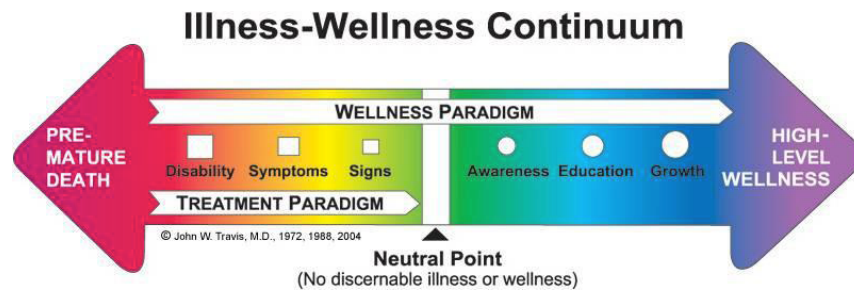 Illness-Wellness Continuum
WELLNESS PARADIGM
PRE-
MATURE
DEATH
Disability Symptoms Signs
Awareness Education Growth
HIGH-
LEVEL
WELLNESS
TREATMENT PARADIGM
© John W. Travis, M.D., 1972, 1988, 2004
Neutral Point
(No discernable illness or wellness)